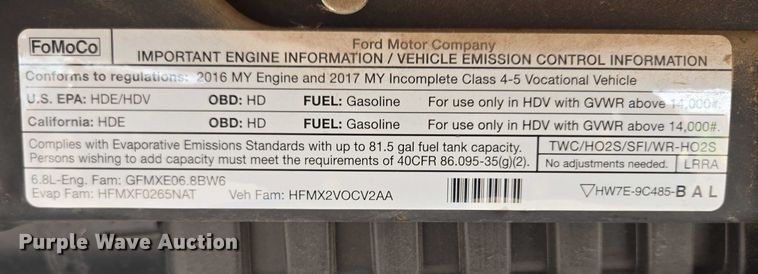 FoMoCo
Ford Motor Company
IMPORTANT ENGINE INFORMATION / VEHICLE EMISSION CONTROL INFORMATION
Conforms to regulations: 2016 MY Engine and 2017 MY Incomplete Class 4-5 Vocational Vehicle
U.S. EPA: HDE/HDV OBD: HD FUEL: Gasoline For use only in HDV with GVWR above 14,000#.
California: HDE OBD: HD FUEL: Gasoline For use only in HDV with GVWR above 14,000#.
Complies with Evaporative Emissions Standards with up to 81.5 gal fuel tank capacity.
Persons wishing to add capacity must meet the requirements of 40CFR 86.095-35(g)(2).
TWC/HO2S/SFI/WR-HO2S
No adjustments needed. LRRA
6.8L-Eng. Fam: GFMXE06.8BW6
Evap Fam: HFMXF0265NAT Veh Fam: HFMX2VOCV2AA
HW7E-9C485-BAL
Purple Wave Auction